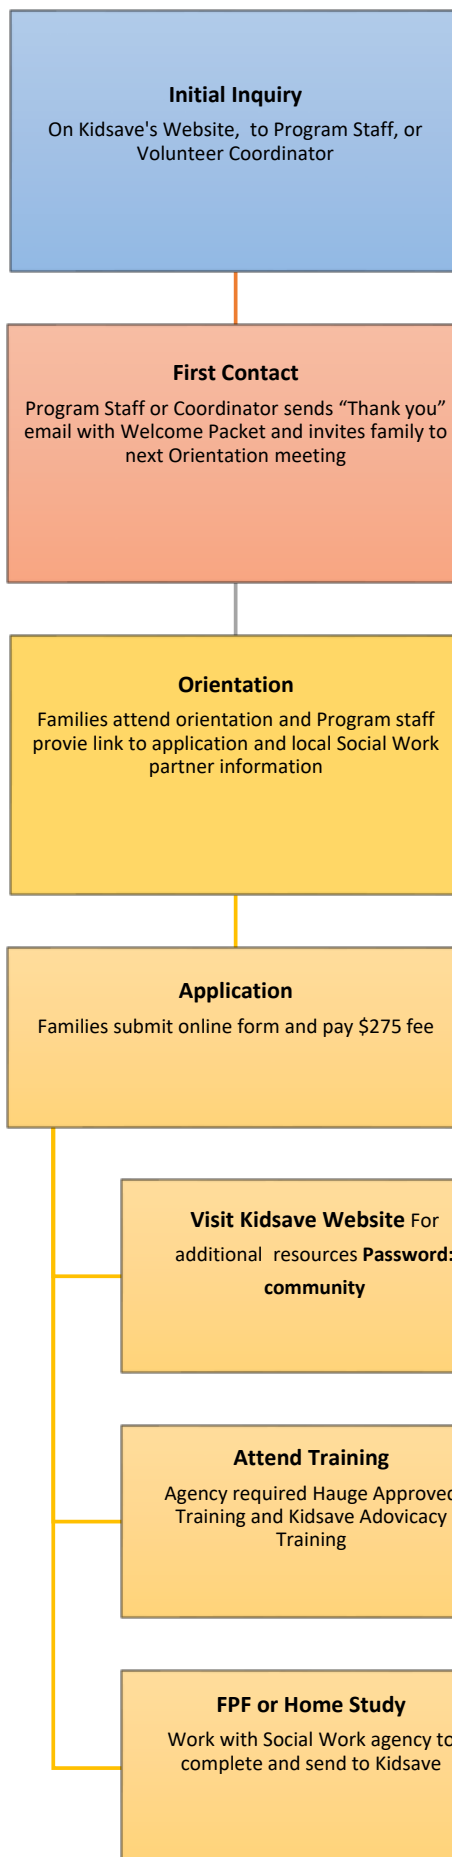 Initial Inquiry
On Kidsave's Website, to Program Staff, or
Volunteer Coordinator
First Contact
Program Staff or Coordinator sends “Thank you”
email with Welcome Packet and invites family to
next Orientation meeting
Orientation
Families attend orientation and Program staff
provie link to application and local Social Work
partner information
Application
Families submit online form and pay $275 fee
Visit Kidsave Website For
additional resources Password:
community
Attend Training
Agency required Hauge Approved
Training and Kidsave Adovicacy
Training
FPF or Home Study
Work with Social Work agency to
complete and send to Kidsave